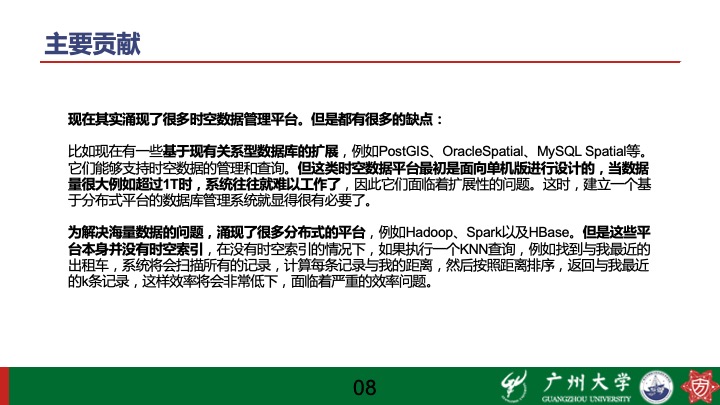 主要贡献
现在其实涌现了很多时空数据管理平台。但是都有很多的缺点：
比如现在有一些基于现有关系型数据库的扩展，例如PostGIS、OracleSpatial、MySQL Spatial等。
它们能够支持时空数据的管理和查询。但这类时空数据平台最初是面向单机版进行设计的，当数据
量很大例如超过1T时，系统往往就难以工作了，因此它们面临着扩展性的问题。这时，建立一个基
于分布式平台的数据库管理系统就显得很有必要了。
为解决海量数据的问题，涌现了很多分布式的平台，例如Hadoop、Spark以及HBase。但是这些平
台本身并没有时空索引，在没有时空索引的情况下，如果执行一个KNN查询，例如找到与我最近的
出租车，系统将会扫描所有的记录，计算每条记录与我的距离，然后按照距离排序，返回与我最近
的k条记录，这样效率将会非常低下，面临着严重的效率问题。
08
广州大学
GUANGZHOU UNIVERSITY